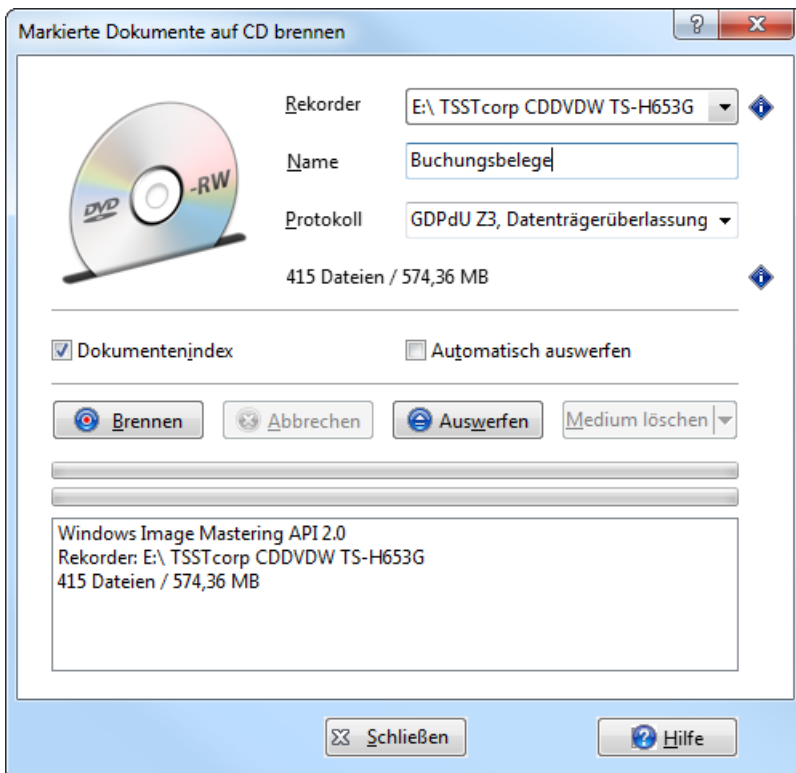 Markierte Dokumente auf CD brennen
DVD -RW
Rekorder E:\ TSSTcorp CDDVDW TS-H653G
Name Buchungsbelege
Protokoll GDPdU Z3, Datenträgerüberlassung
415 Dateien / 574,36 MB
Dokumentenindex Automatisch auswerfen
Brennen Abbrechen Auswerfen Medium löschen
Windows Image Mastering API 2.0
Rekorder: E:\ TSSTcorp CDDVDW TS-H653G
415 Dateien / 574,36 MB
Schließen Hilfe